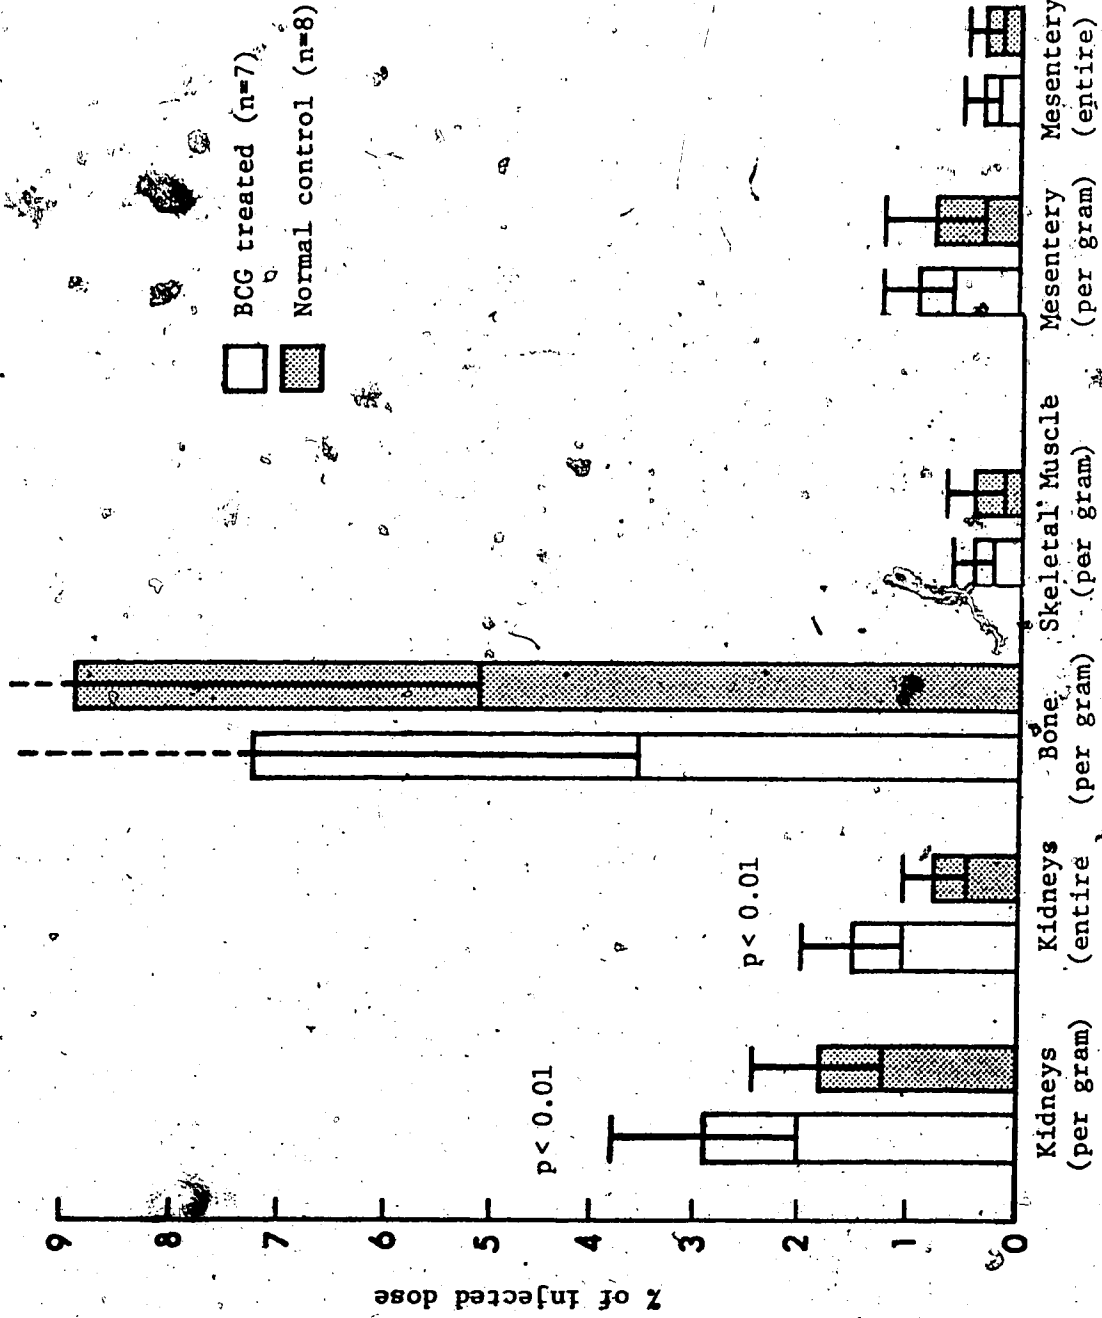 BCG treated (n=7)
Normal control (n=8)
p< 0.01
p< 0.01
% of injected dose
9
8
7
6
5
4
3
2
1
0
Kidneys
(per gram)
Kidneys
(entire
Bone
(per gram)
Skeletal Muscle
(per gram)
Mesentery
(per gram)
Mesentery
(entire)